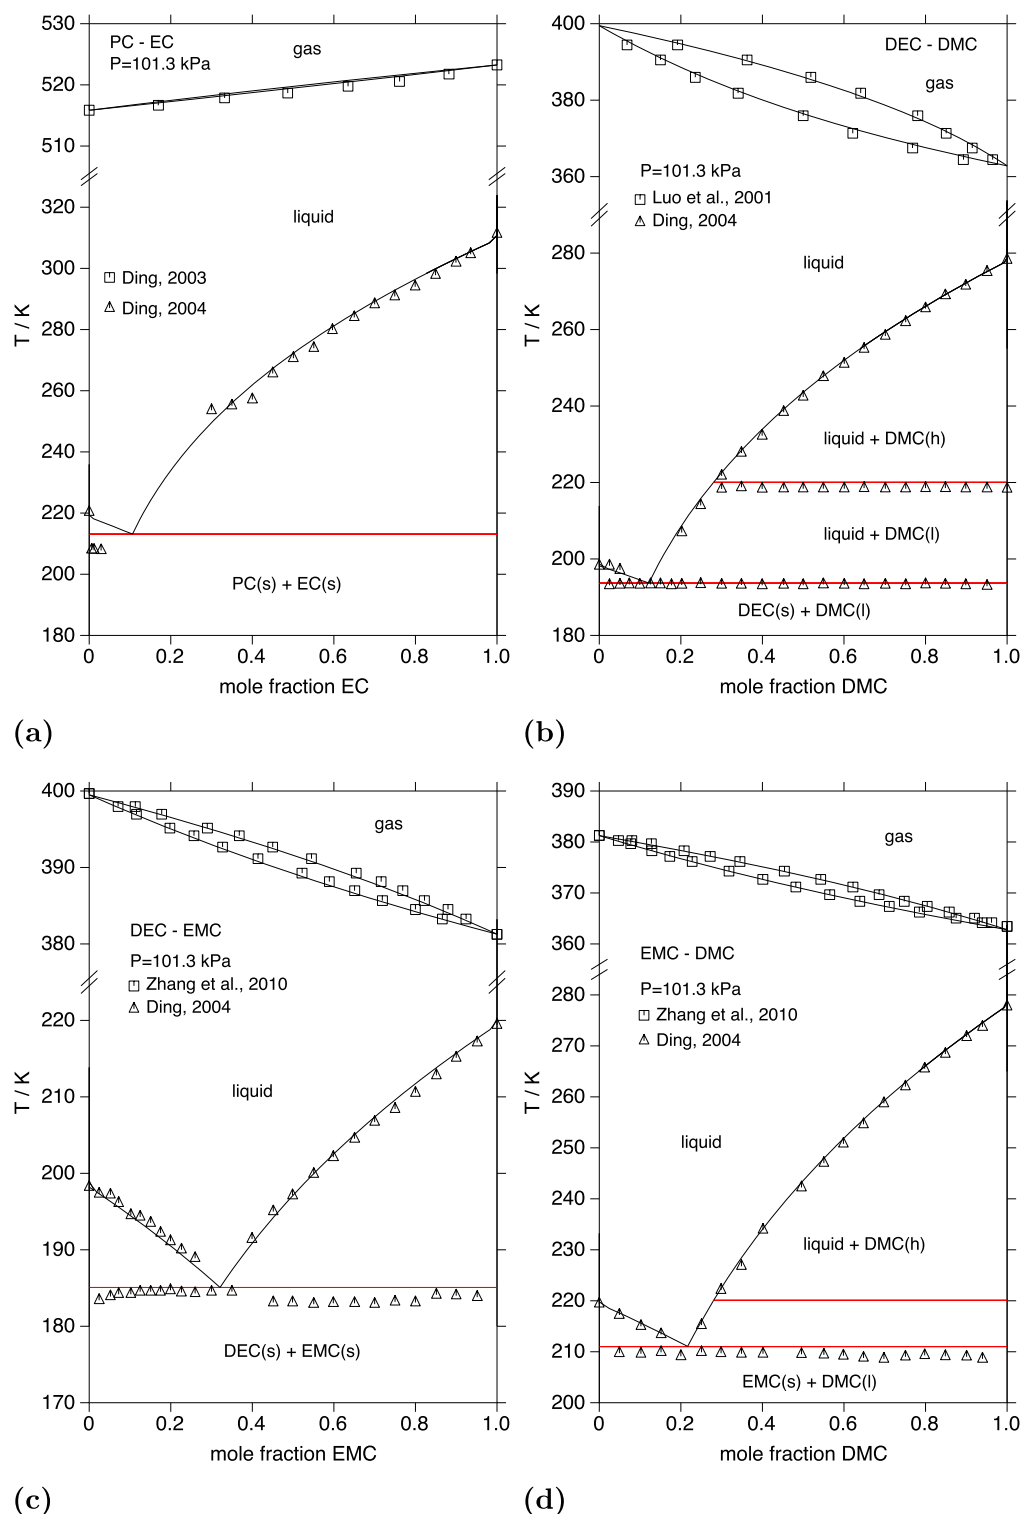 530
520
510
320
300
280
260
240
220
200
180
T / K
PC - EC
P=101.3 kPa
gas
liquid
Ding, 2003
Ding, 2004
PC(s) + EC(s)
0
0.2
0.4
0.6
0.8
1.0
mole fraction EC
(a)
400
380
360
280
260
240
220
200
180
T / K
DEC - DMC
gas
P=101.3 kPa
Luo et al., 2001
Ding, 2004
liquid
liquid + DMC(h)
liquid + DMC(l)
DEC(s) + DMC(l)
0
0.2
0.4
0.6
0.8
1.0
mole fraction DMC
(b)
400
390
380
220
210
200
190
180
170
T / K
gas
DEC - EMC
P=101.3 kPa
Zhang et al., 2010
Ding, 2004
liquid
DEC(s) + EMC(s)
0
0.2
0.4
0.6
0.8
1.0
mole fraction EMC
(c)
390
380
370
360
280
270
260
250
240
230
220
210
200
T / K
gas
EMC - DMC
P=101.3 kPa
Zhang et al., 2010
Ding, 2004
liquid
liquid + DMC(h)
EMC(s) + DMC(l)
0
0.2
0.4
0.6
0.8
1.0
mole fraction DMC
(d)